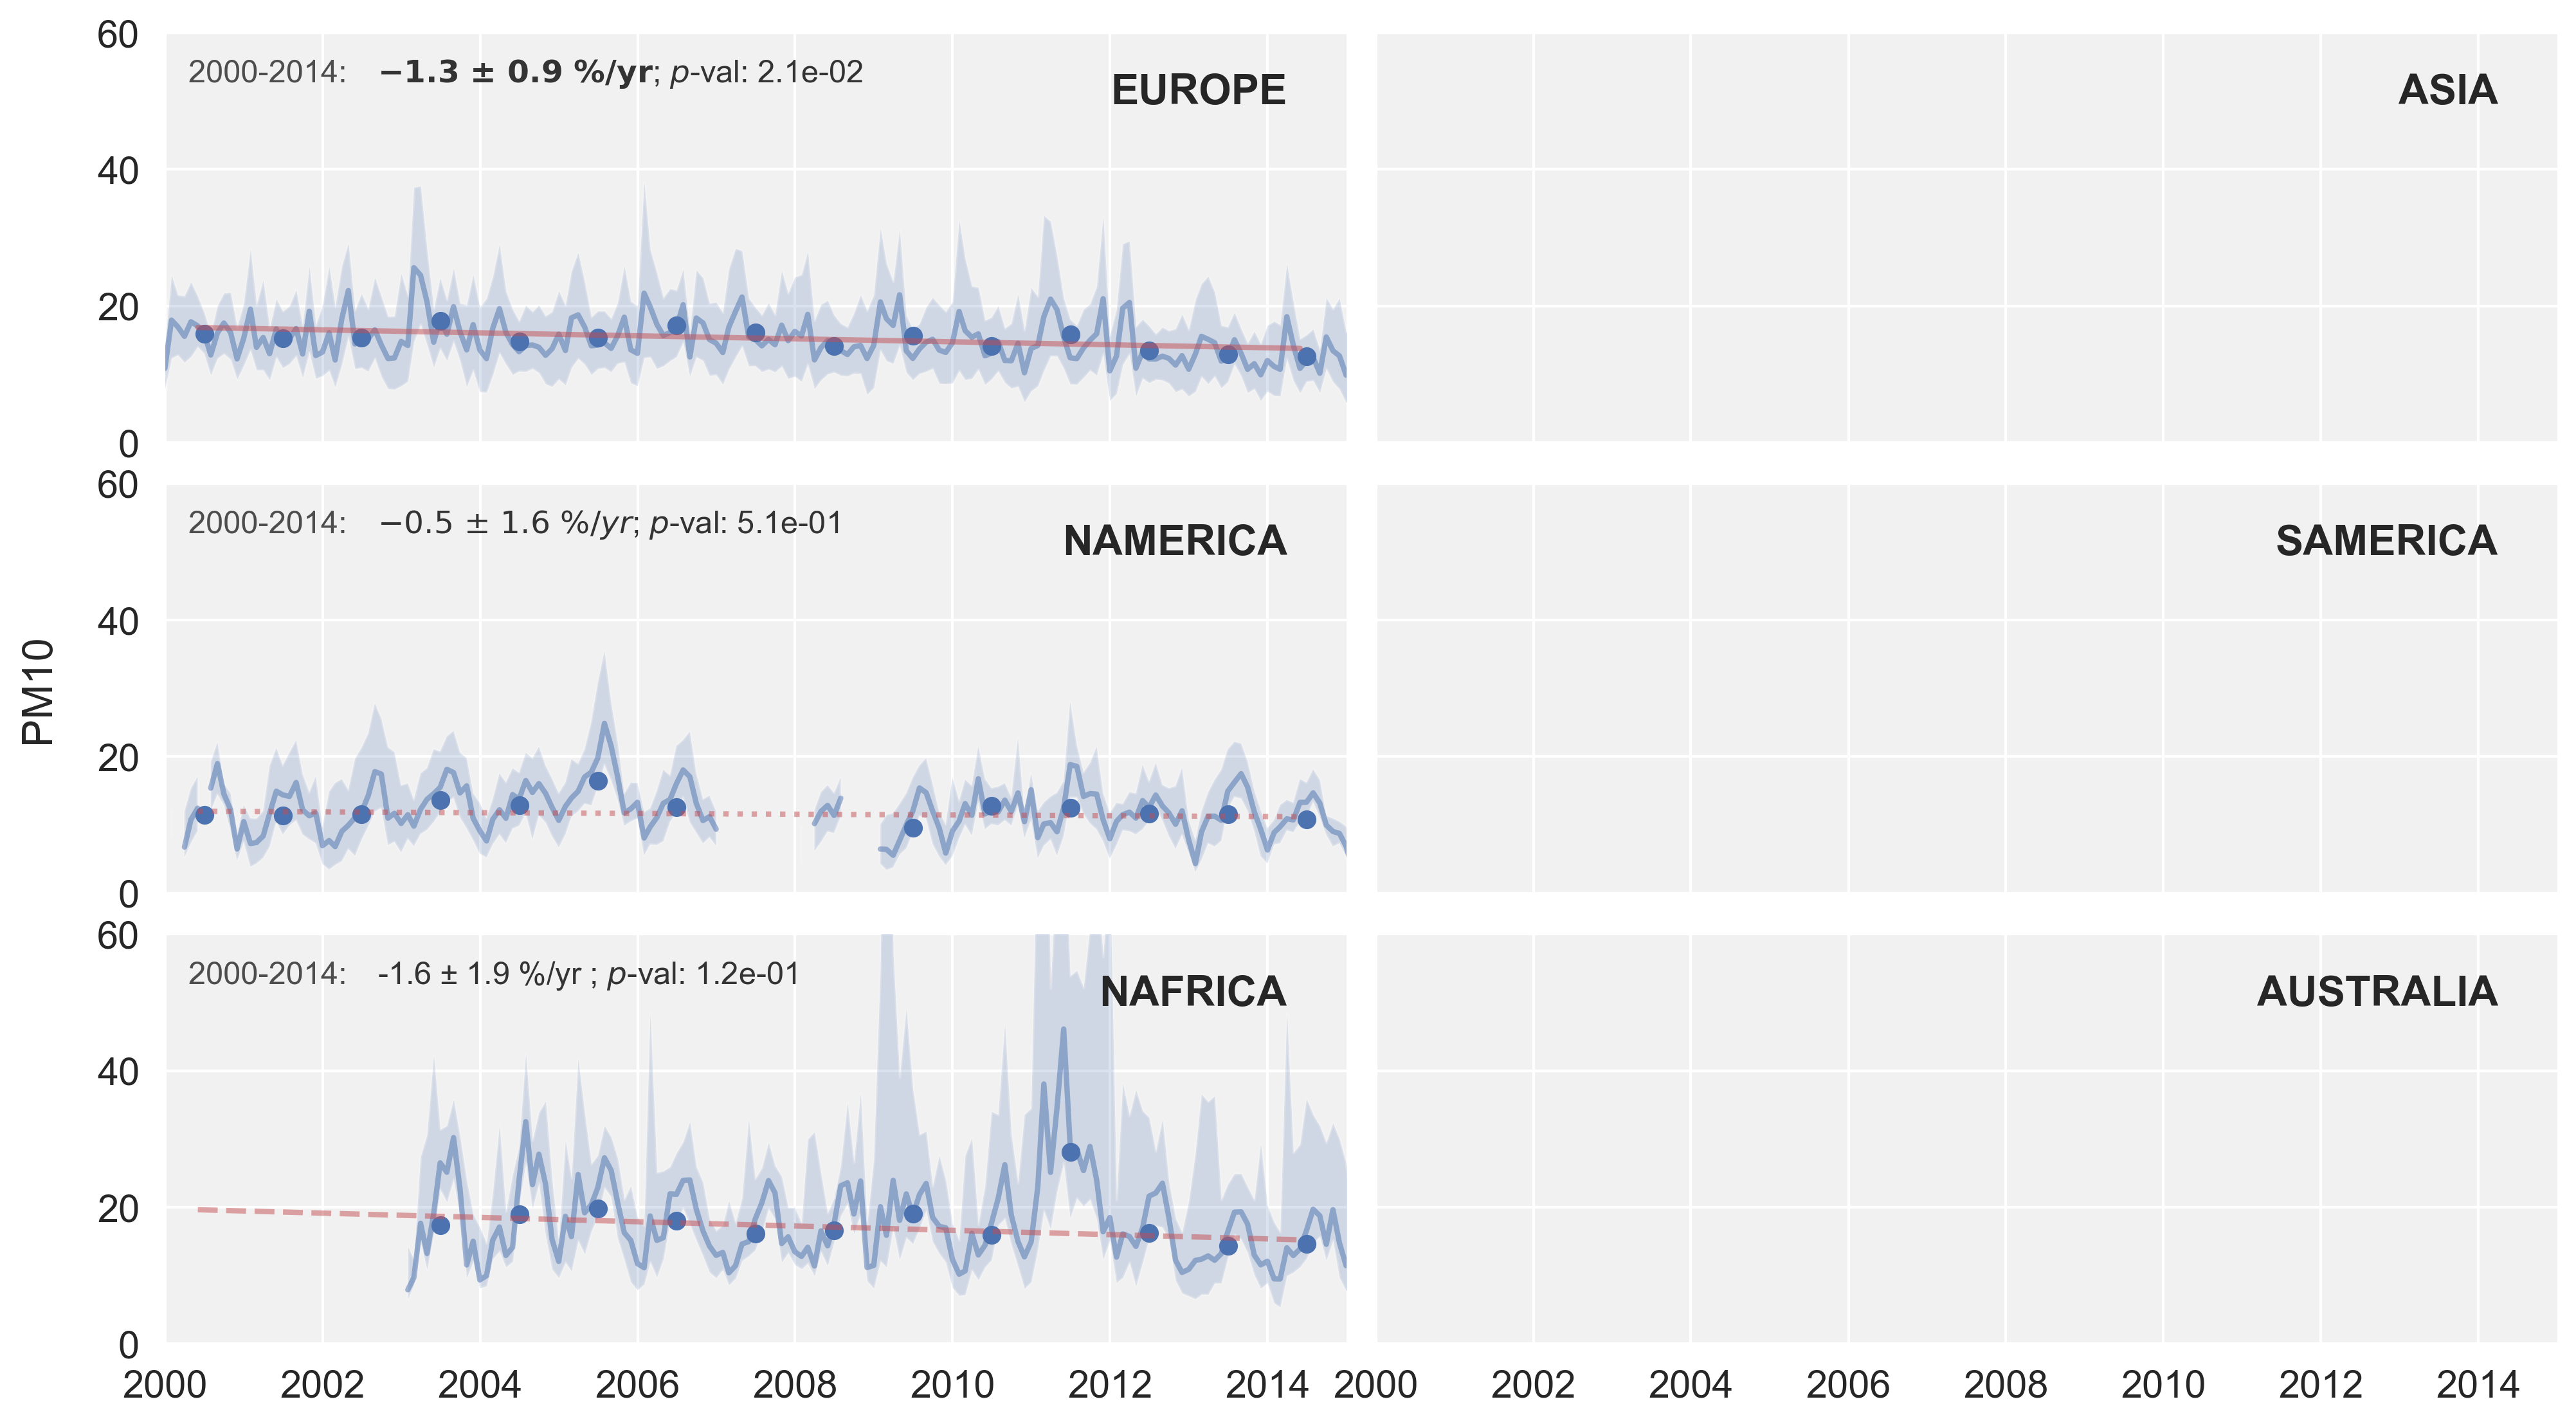 PM10
60
40
20
0
2000-2014: −1.3 ± 0.9 %/yr; p-val: 2.1e-02
EUROPE
ASIA
60
40
20
0
2000-2014: −0.5 ± 1.6 %/yr; p-val: 5.1e-01
NAMERICA
SAMERICA
60
40
20
0
2000-2014: -1.6 ± 1.9 %/yr ; p-val: 1.2e-01
NAFRICA
AUSTRALIA
2000 2002 2004 2006 2008 2010 2012 2014
2000 2002 2004 2006 2008 2010 2012 2014